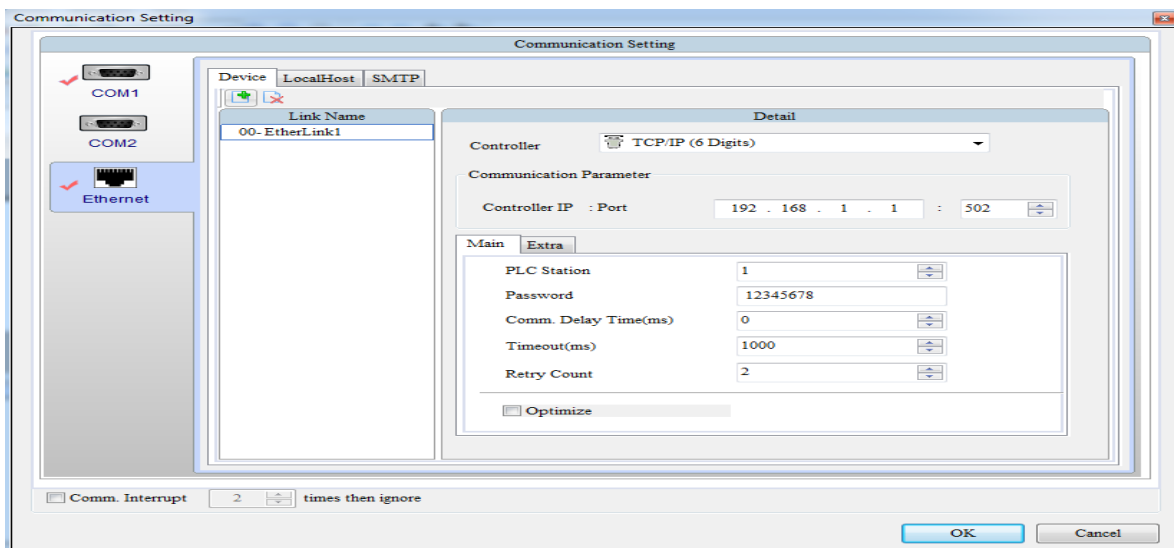 Communication Setting
Communication Setting
COM1
COM2
Ethernet
Device LocalHost SMTP
Link Name
00-EtherLink1
Detail
Controller TCP/IP (6 Digits)
Communication Parameter
Controller IP : Port 192 . 168 . 1 . 1 : 502
Main Extra
PLC Station 1
Password 12345678
Comm. Delay Time(ms) 0
Timeout(ms) 1000
Retry Count 2
Optimize
Comm. Interrupt 2 times then ignore
OK Cancel